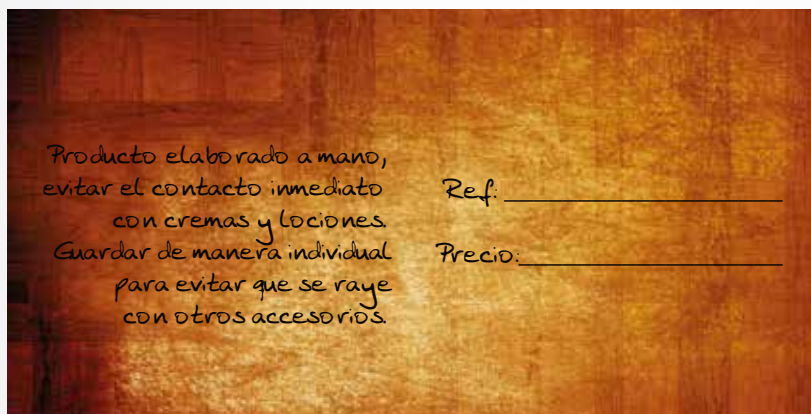 Producto elaborado a mano,
evitar el contacto inmediato
con cremas y lociones.
Guardar de manera individual
para evitar que se raye
con otros accesorios.
Ref:
Precio: